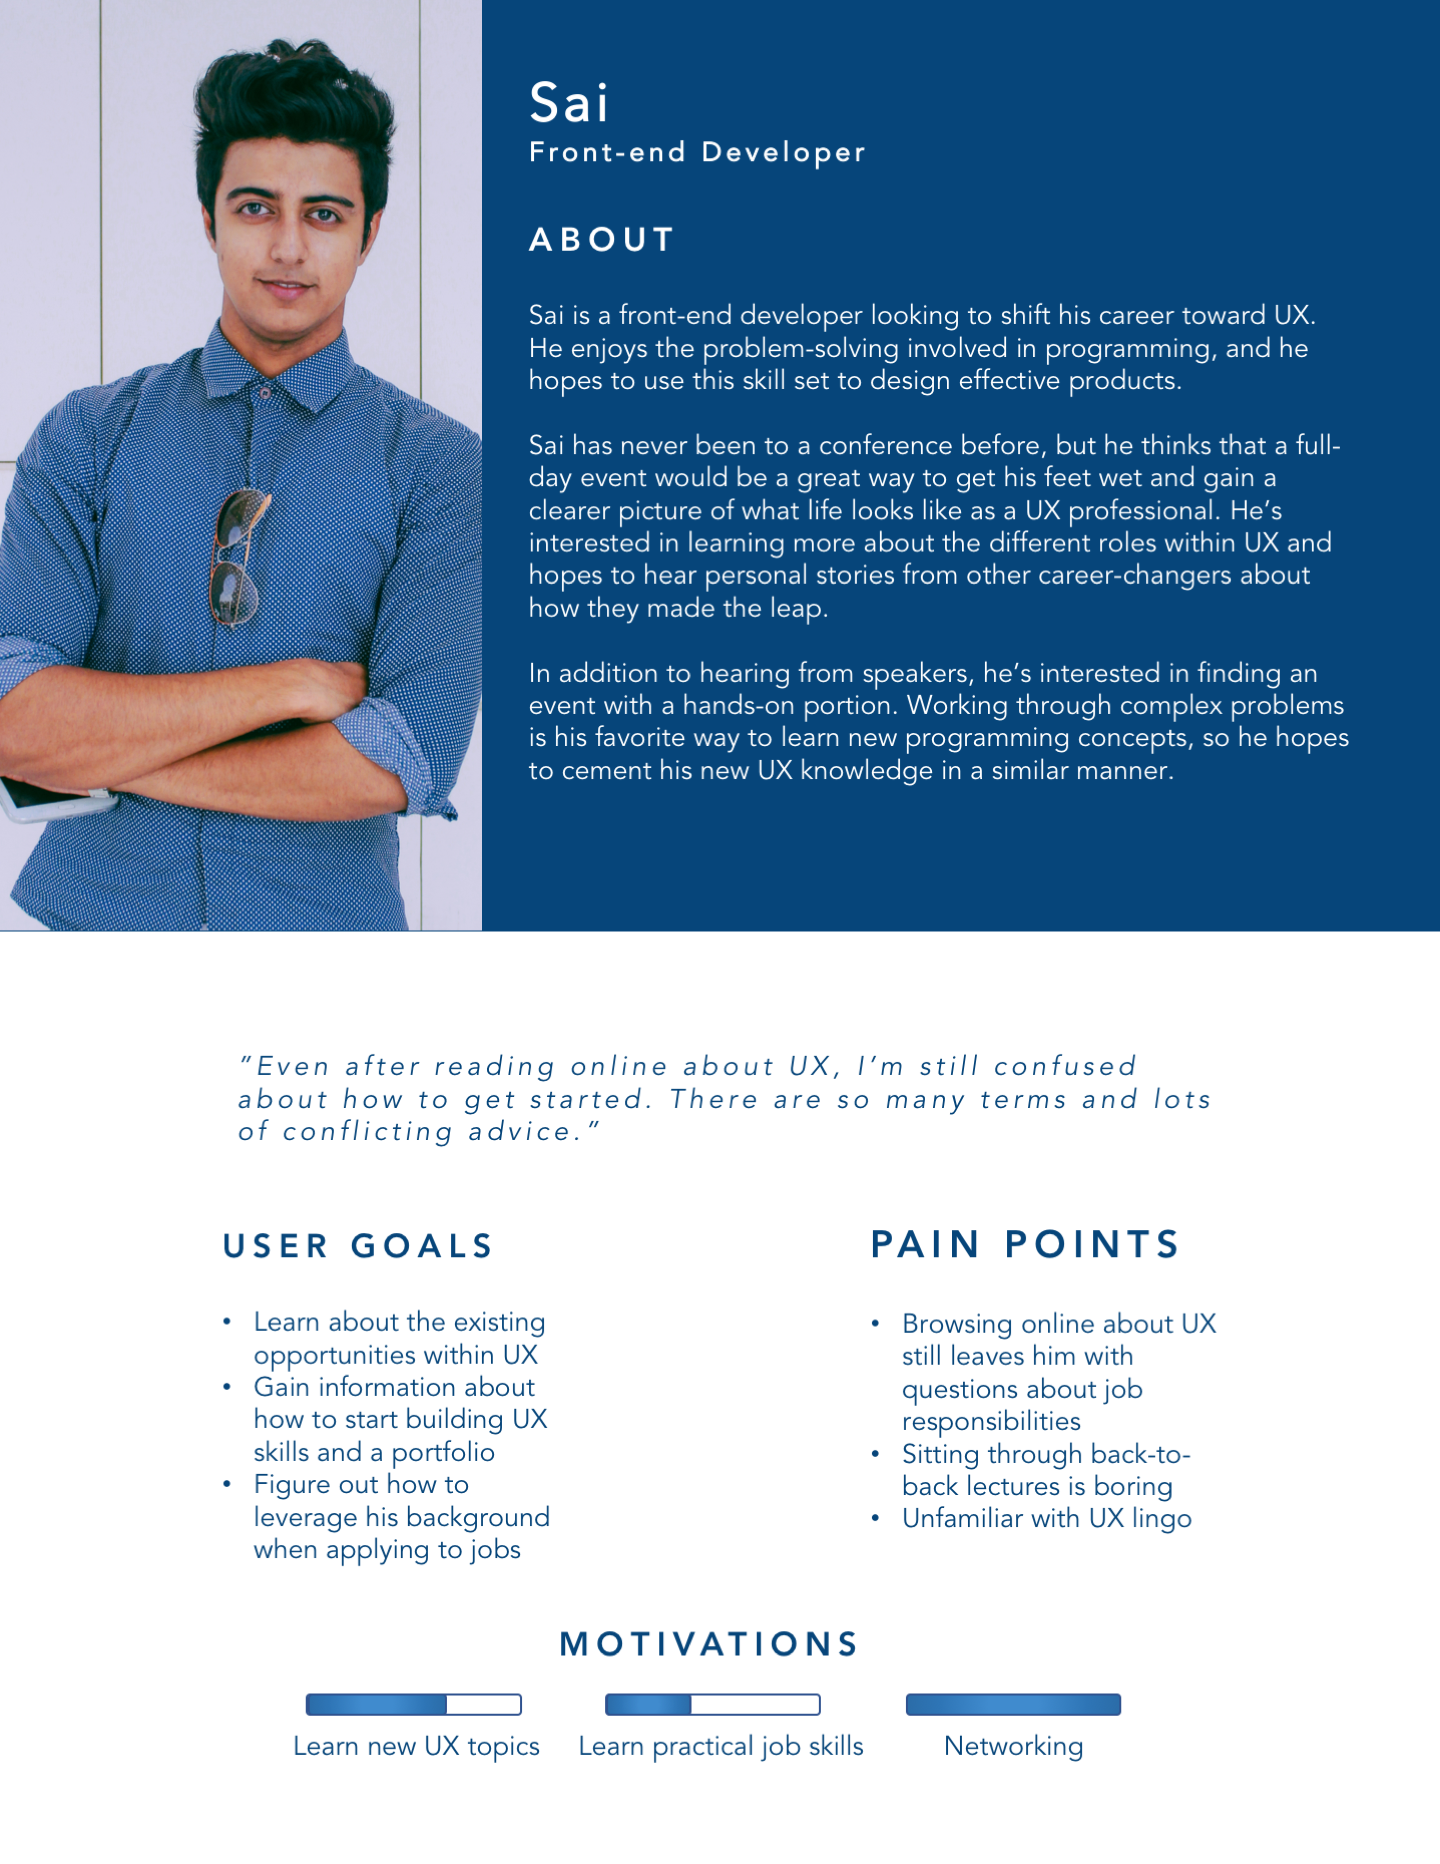 Sai
Front-end Developer
ABOUT
Sai is a front-end developer looking to shift his career toward UX.
He enjoys the problem-solving involved in programming, and he
hopes to use this skill set to design effective products.
Sai has never been to a conference before, but he thinks that a full-
day event would be a great way to get his feet wet and gain a
clearer picture of what life looks like as a UX professional. He’s
interested in learning more about the different roles within UX and
hopes to hear personal stories from other career-changers about
how they made the leap.
In addition to hearing from speakers, he’s interested in finding an
event with a hands-on portion. Working through complex problems
is his favorite way to learn new programming concepts, so he hopes
to cement his new UX knowledge in a similar manner.
”Even after reading online about UX, I’m still confused
about how to get started. There are so many terms and lots
of conflicting advice.”
USER GOALS
• Learn about the existing
opportunities within UX
• Gain information about
how to start building UX
skills and a portfolio
• Figure out how to
leverage his background
when applying to jobs
PAIN POINTS
• Browsing online about UX
still leaves him with
questions about job
responsibilities
• Sitting through back-to-
back lectures is boring
• Unfamiliar with UX lingo
MOTIVATIONS
Learn new UX topics
Learn practical job skills
Networking